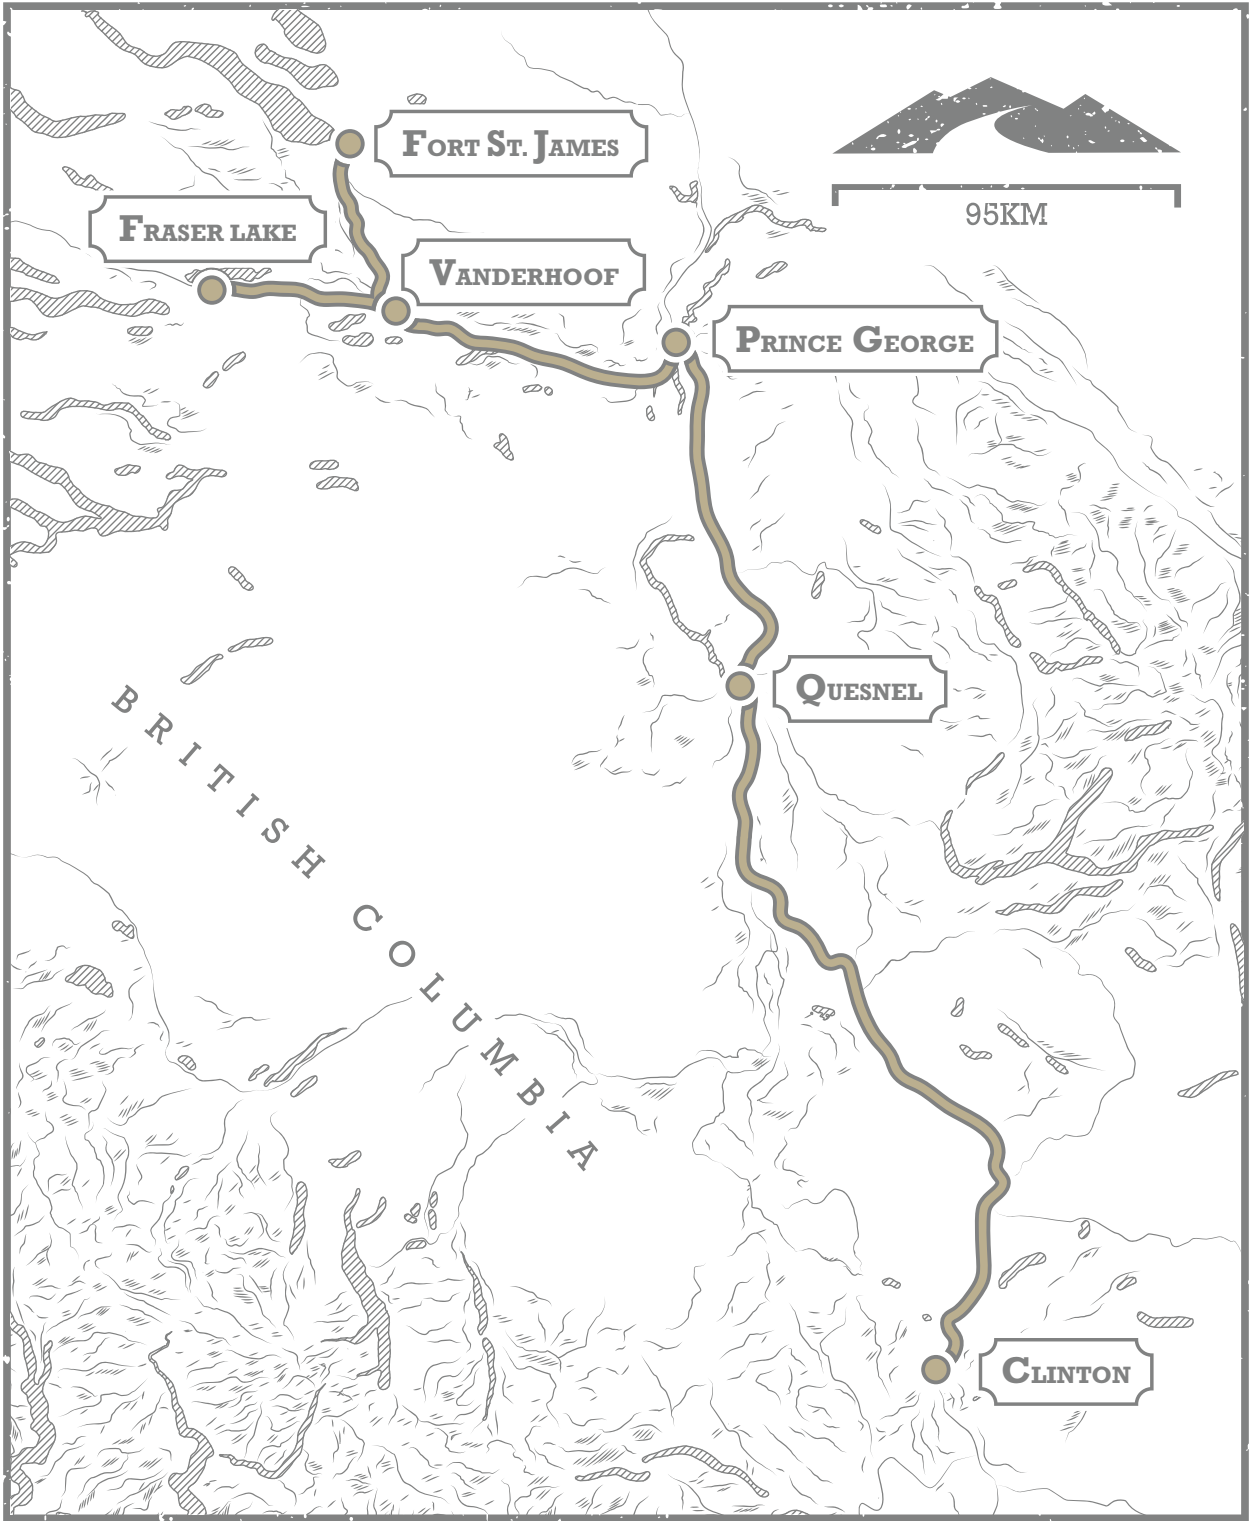 FORT ST. JAMES
FRASER LAKE
95KM
VANDERHOOF
PRINCE GEORGE
QUESNEL
BRITISH COLUMBIA
CLINTON